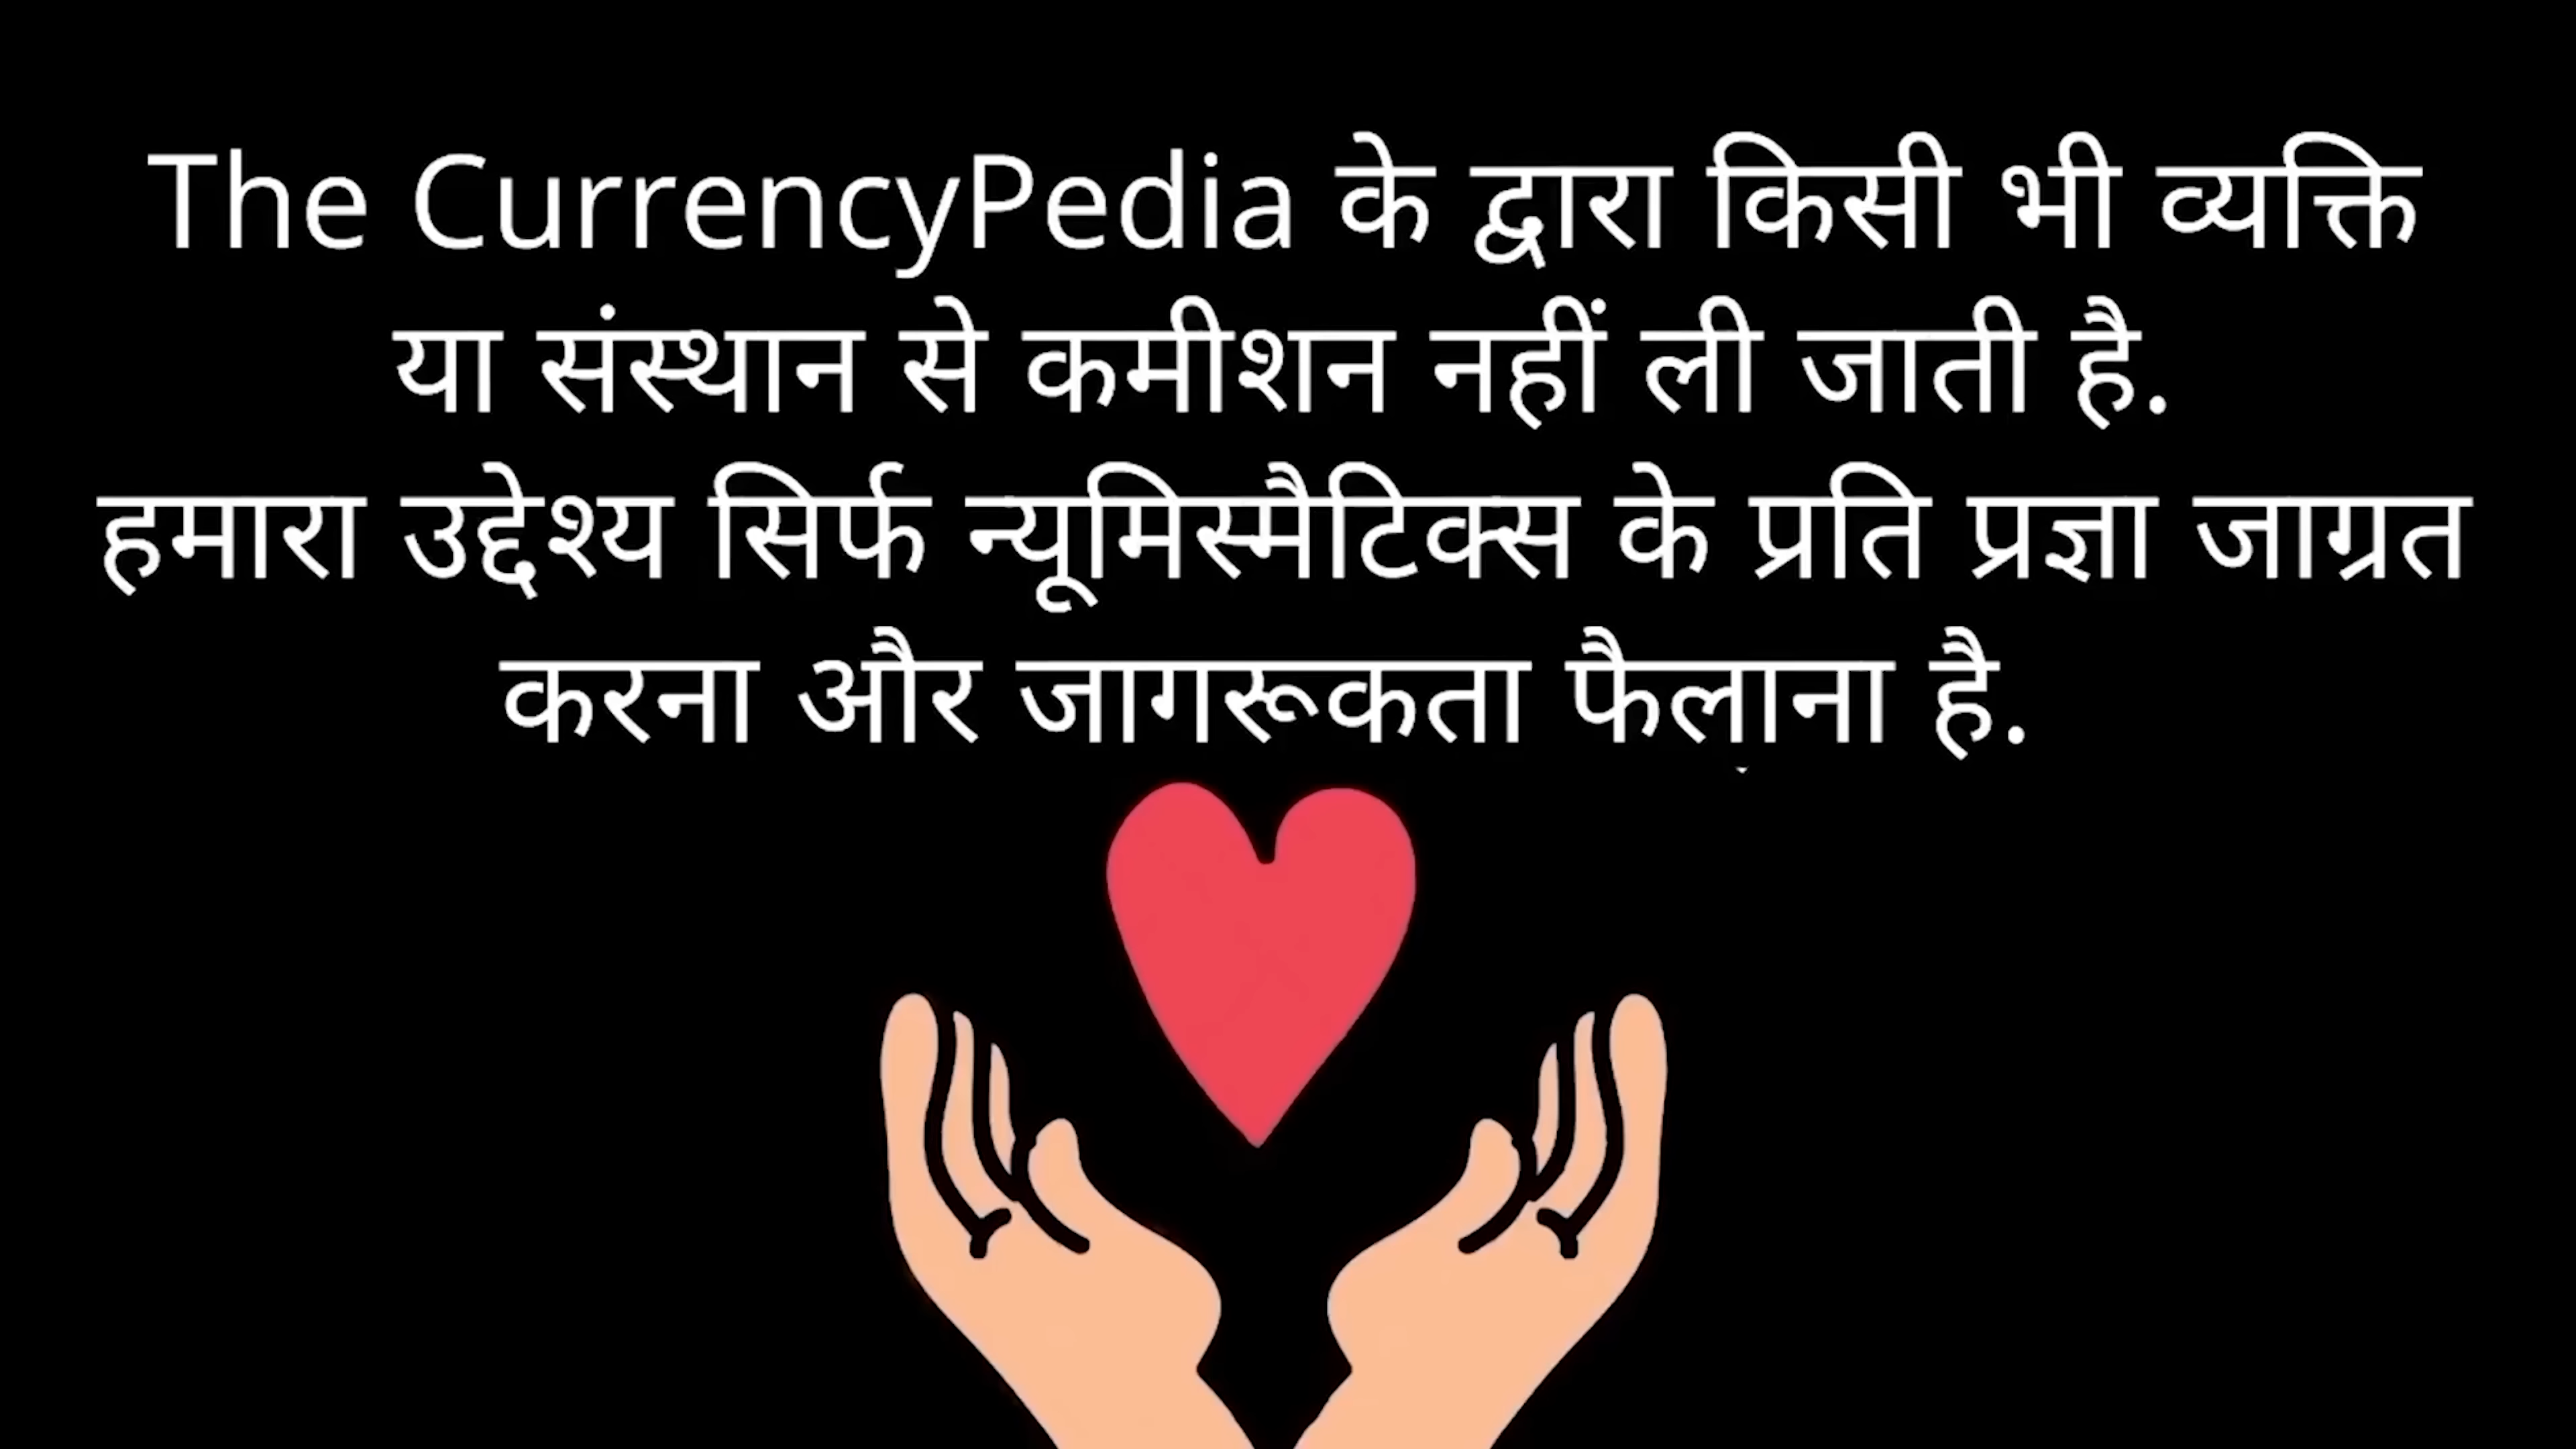 The CurrencyPedia के द्वारा किसी भी व्यक्ति
या संस्थान से कमीशन नहीं ली जाती है.
हमारा उद्देश्य सिर्फ न्यूमिस्मैटिक्स के प्रति प्रज्ञा जाग्रत
करना और जागरूकता फैलाना है.